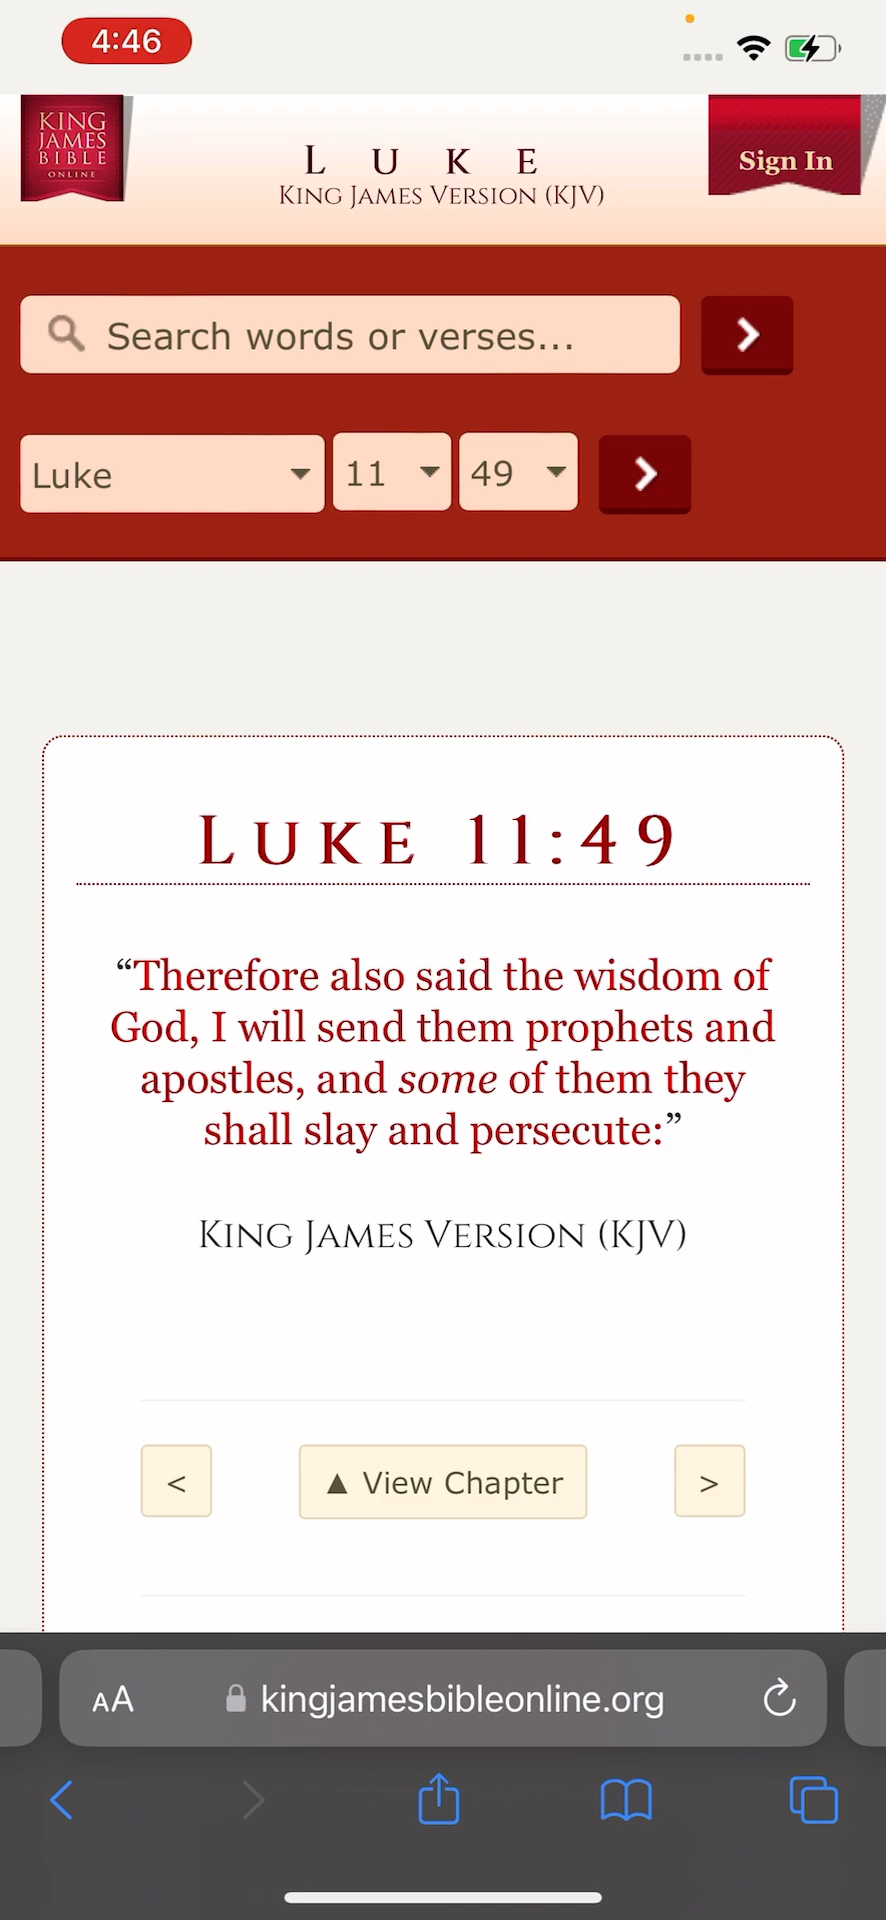 4:46
KING
JAMES
BIBLE
ONLINE
LUKE
KING JAMES VERSION (KJV)
Sign In
Search words or verses...
Luke
11
49
LUKE 11:49
“Therefore also said the wisdom of
God, I will send them prophets and
apostles, and some of them they
shall slay and persecute:”
KING JAMES VERSION (KJV)
<
▲ View Chapter
>
AA
kingjamesbibleonline.org